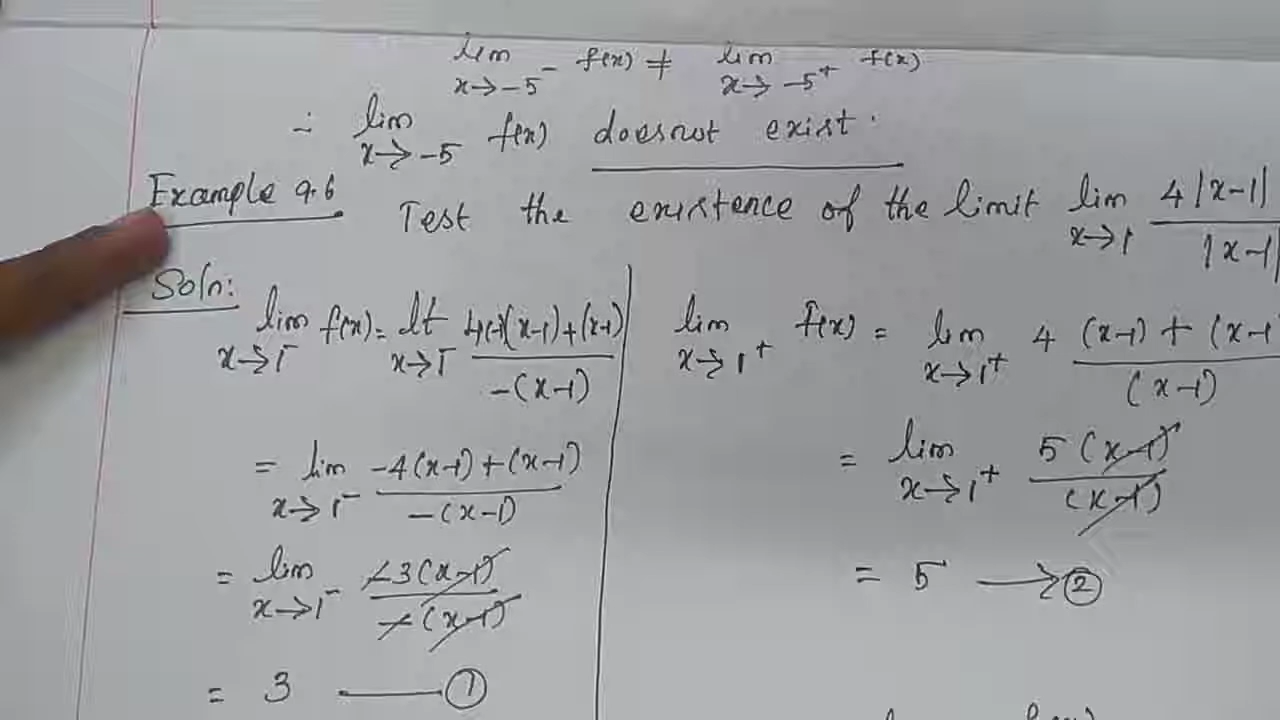 lim x→-5⁻ f(x) ≠ lim x→-5⁺ f(x)
∴ lim x→-5 f(x) doesnot exist.
Example 9.6 Test the existence of the limit lim x→1 4|x-1| / |x-1|
Soln:
lim x→1⁻ f(x) = lt x→1⁻ 4(-)(x-1)+(x-1) / -(x-1)
= lim x→1⁻ -4(x-1)+(x-1) / -(x-1)
= lim x→1⁻ -3(x-1) / -(x-1)
= 3 → ①
lim x→1⁺ f(x) = lim x→1⁺ 4 (x-1) + (x-1 / (x-1)
= lim x→1⁺ 5(x-1) / (x-1)
= 5 → ②